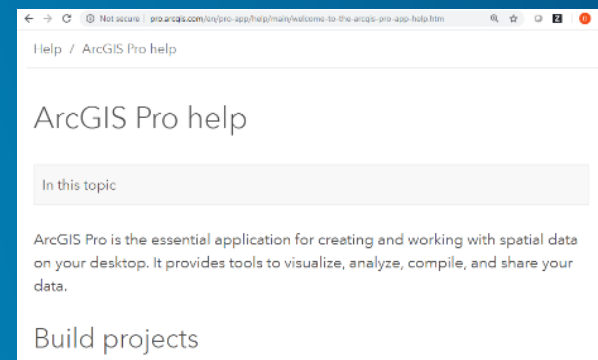 Not secure | pro.arcgis.com/en/pro-app/help/main/welcome-to-the-arcgis-pro-app-help.htm
Help / ArcGIS Pro help
ArcGIS Pro help
In this topic
ArcGIS Pro is the essential application for creating and working with spatial data
on your desktop. It provides tools to visualize, analyze, compile, and share your
data.
Build projects